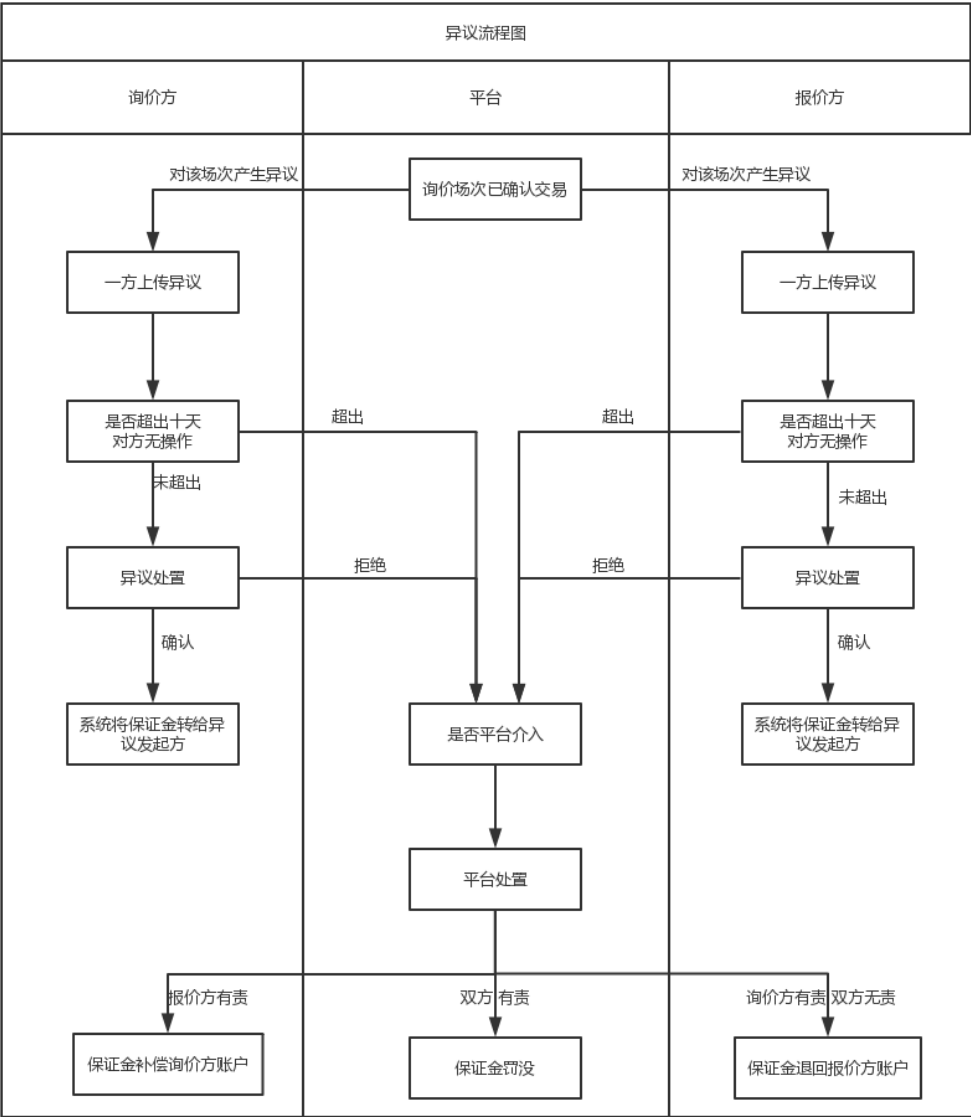 异议流程图
询价方
平台
报价方
对该场次产生异议
询价场次已确认交易
对该场次产生异议
一方上传异议
一方上传异议
是否超出十天
对方无操作
超出
超出
是否超出十天
对方无操作
未超出
未超出
异议处置
拒绝
拒绝
异议处置
确认
确认
系统将保证金转给异
议发起方
是否平台介入
系统将保证金转给异
议发起方
平台处置
报价方有责
双方有责
询价方有责 双方无责
保证金补偿询价方账户
保证金罚没
保证金退回报价方账户